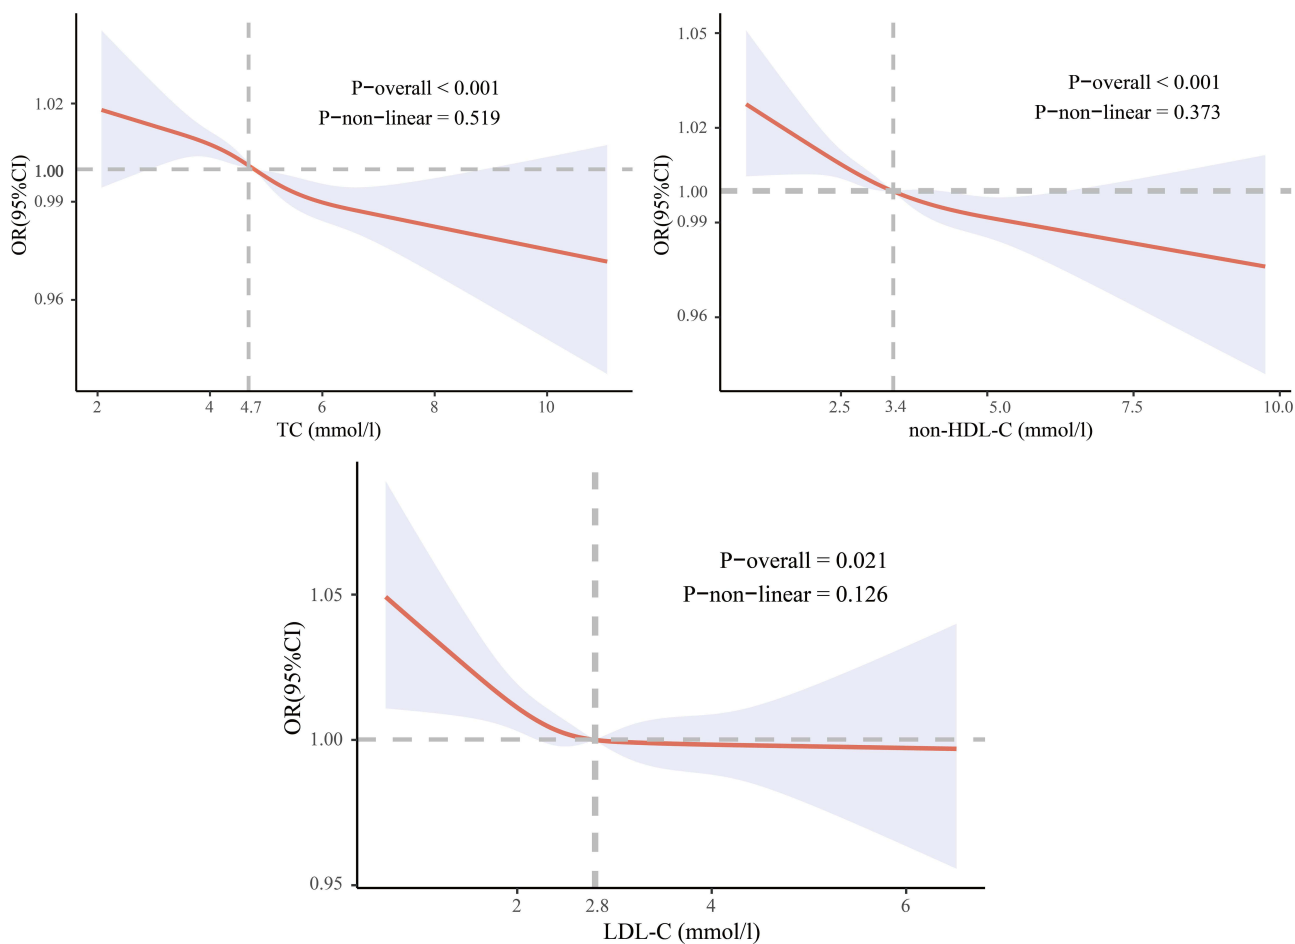 P−overall < 0.001
P−non−linear = 0.519
1.02
1.00
0.99
0.96
OR(95%CI)
2 4 4.7 6 8 10
TC (mmol/l)
P−overall < 0.001
P−non−linear = 0.373
1.05
1.02
1.00
0.99
0.96
OR(95%CI)
2.5 3.4 5.0 7.5 10.0
non-HDL-C (mmol/l)
P−overall = 0.021
P−non−linear = 0.126
1.05
1.00
0.95
OR(95%CI)
2 2.8 4 6
LDL-C (mmol/l)